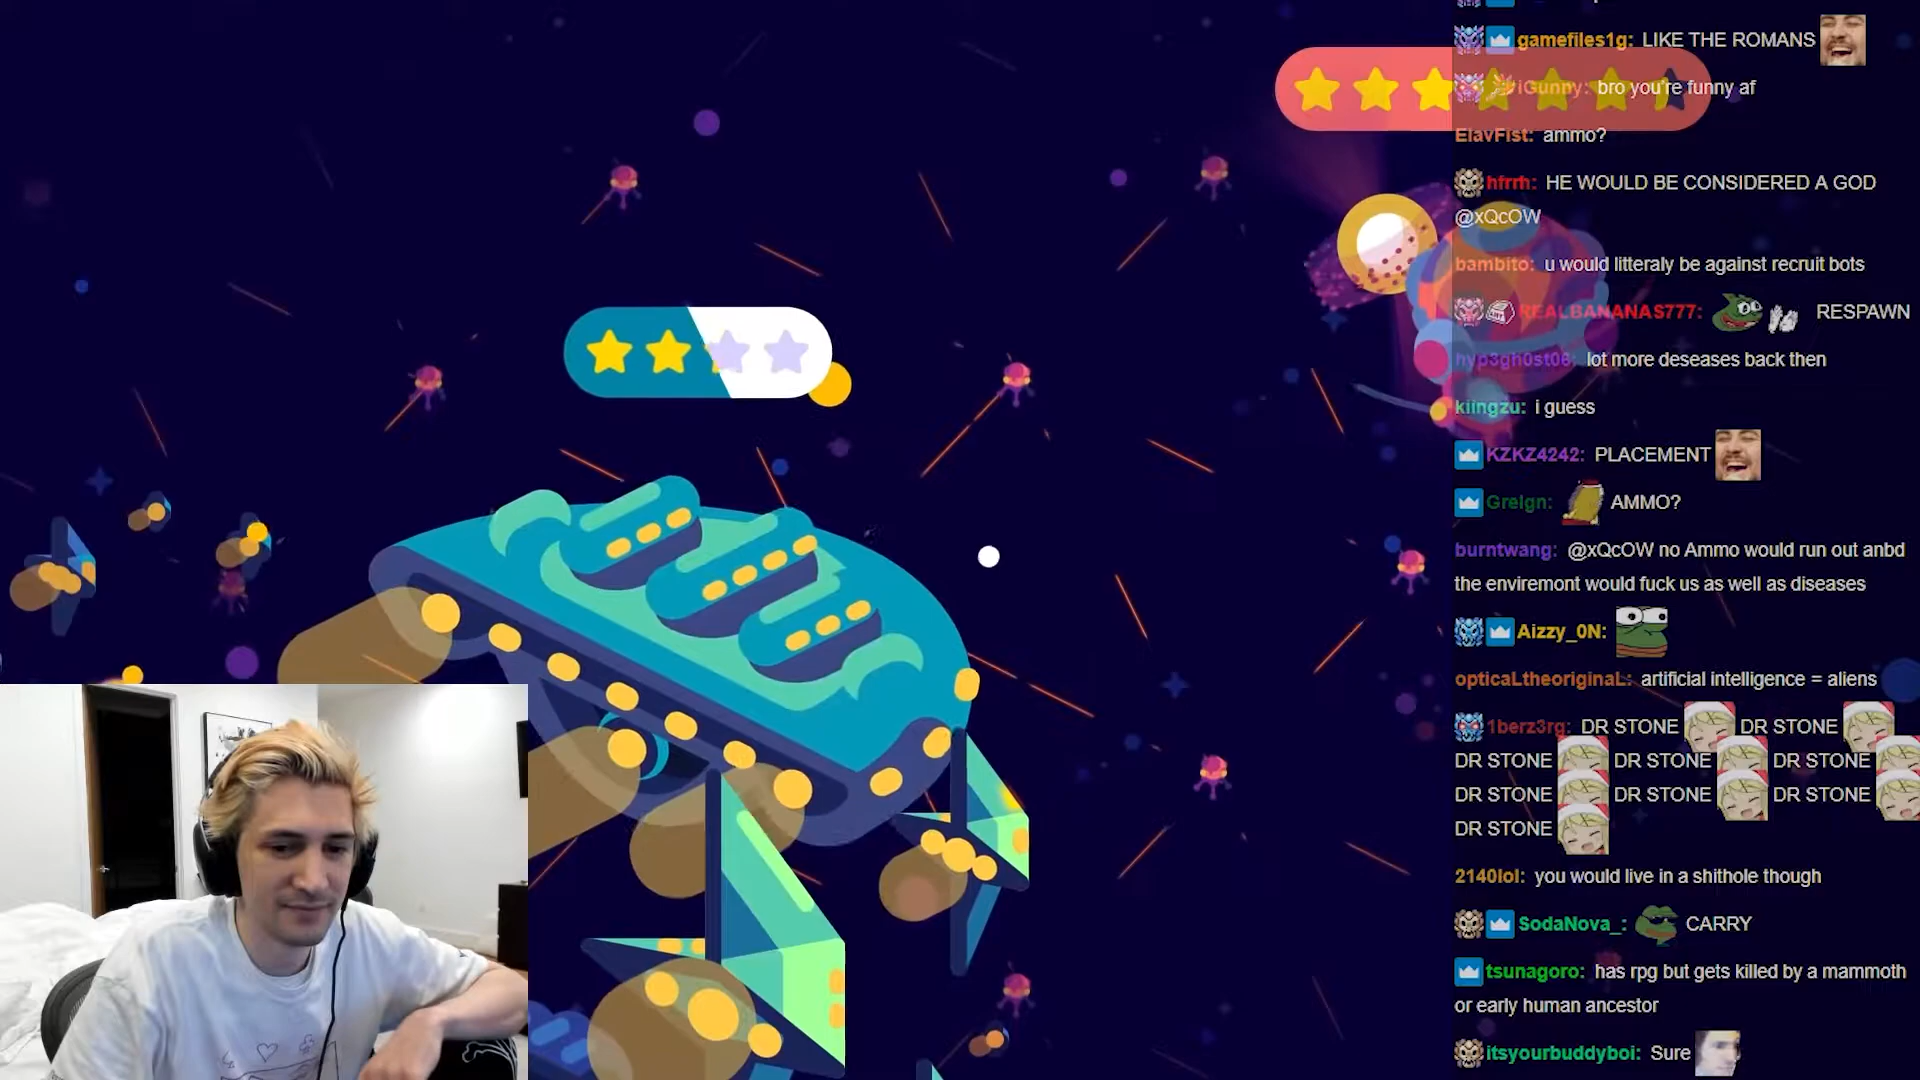 gamefiles1g: LIKE THE ROMANS
iGunny: bro you're funny af
ElavFist: ammo?
hfrrh: HE WOULD BE CONSIDERED A GOD
@xQcOW
bambito: u would litteraly be against recruit bots
REALBANANAS777: RESPAWN
hyp3gh0st06: lot more deseases back then
kiingzu: i guess
KZKZ4242: PLACEMENT
Greign: AMMO?
burntwang: @xQcOW no Ammo would run out anbd
the enviremont would fuck us as well as diseases
Aizzy_0N:
opticaLtheoriginaL: artificial intelligence = aliens
1berz3rg: DR STONE DR STONE
DR STONE DR STONE DR STONE
DR STONE DR STONE DR STONE
DR STONE
2140lol: you would live in a shithole though
SodaNova_: CARRY
tsunagoro: has rpg but gets killed by a mammoth
or early human ancestor
itsyourbuddyboi: Sure